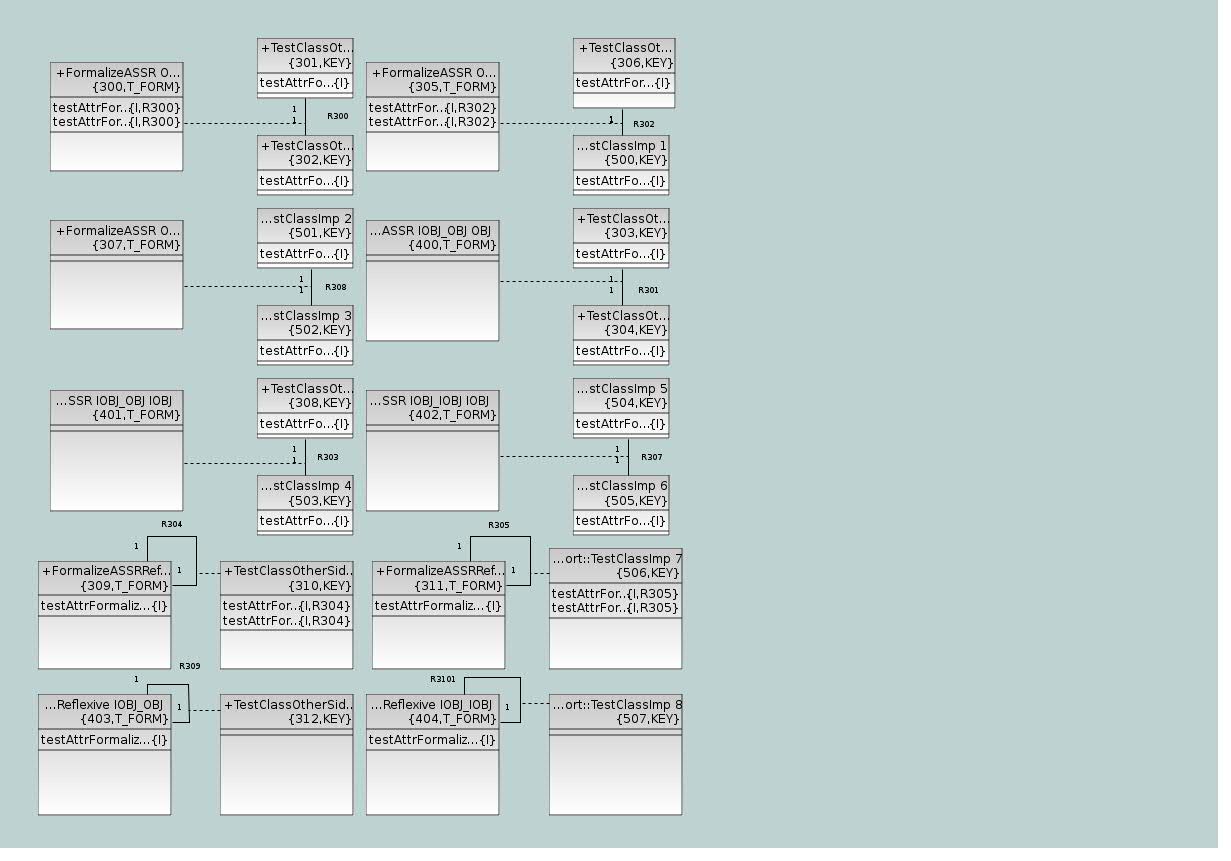 +FormalizeASSR O...
{300,T_FORM}
testAttrFor...{I,R300}
testAttrFor...{I,R300}
+TestClassOt...
{301,KEY}
testAttrFo...{I}
1
1
R300
+TestClassOt...
{302,KEY}
testAttrFo...{I}
+FormalizeASSR O...
{305,T_FORM}
testAttrFor...{I,R302}
testAttrFor...{I,R302}
+TestClassOt...
{306,KEY}
testAttrFor...{I}
1
R302
...stClassImp 1
{500,KEY}
testAttrFo...{I}
+FormalizeASSR O...
{307,T_FORM}
...stClassImp 2
{501,KEY}
testAttrFo...{I}
1
1
R308
...stClassImp 3
{502,KEY}
testAttrFo...{I}
...ASSR IOBJ_OBJ OBJ
{400,T_FORM}
+TestClassOt...
{303,KEY}
testAttrFo...{I}
1
1
R301
+TestClassOt...
{304,KEY}
testAttrFo...{I}
...SSR IOBJ_OBJ IOBJ
{401,T_FORM}
+TestClassOt...
{308,KEY}
testAttrFo...{I}
1
1
R303
...stClassImp 4
{503,KEY}
testAttrFo...{I}
...SSR IOBJ_IOBJ IOBJ
{402,T_FORM}
...stClassImp 5
{504,KEY}
testAttrFo...{I}
1
1
R307
...stClassImp 6
{505,KEY}
testAttrFo...{I}
R304
1
+FormalizeASSRRef...
{309,T_FORM}
testAttrFormaliz...{I}
1
+TestClassOtherSid...
{310,KEY}
testAttrFor...{I,R304}
testAttrFor...{I,R304}
R305
1
+FormalizeASSRRef...
{311,T_FORM}
testAttrFormaliz...{I}
1
...ort::TestClassImp 7
{506,KEY}
testAttrFor...{I,R305}
testAttrFor...{I,R305}
R309
1
...Reflexive IOBJ_OBJ
{403,T_FORM}
testAttrFormaliz...{I}
1
+TestClassOtherSid...
{312,KEY}
R3101
...Reflexive IOBJ_IOBJ
{404,T_FORM}
testAttrFormaliz...{I}
1
...ort::TestClassImp 8
{507,KEY}